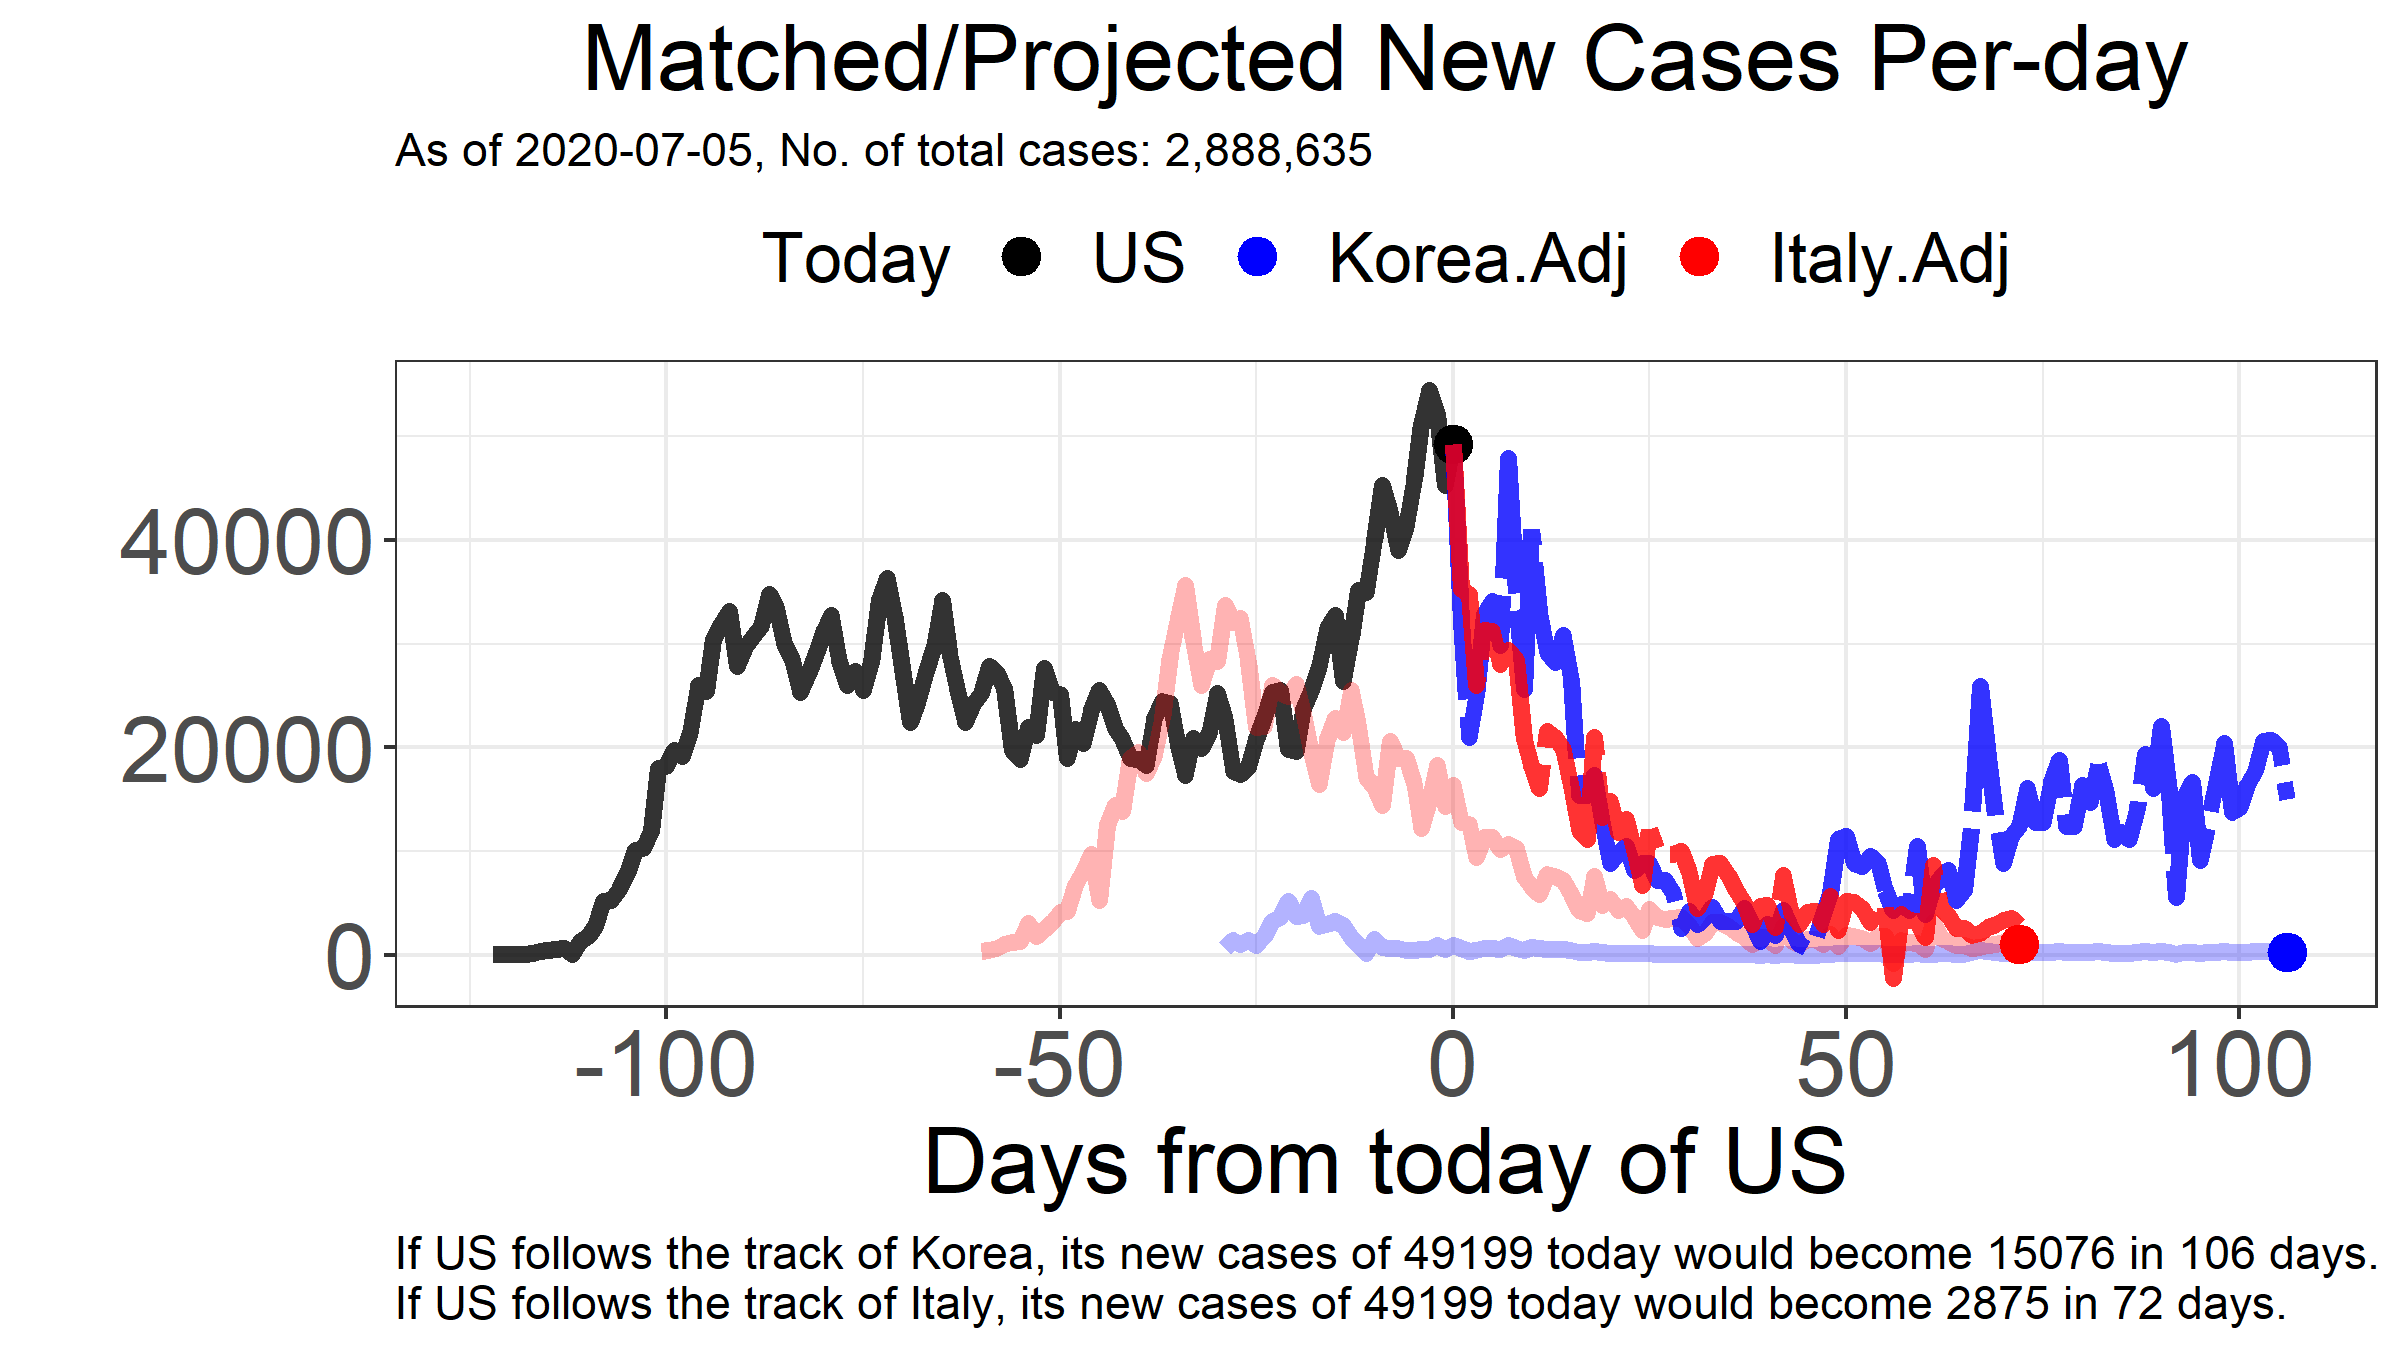 Matched/Projected New Cases Per-day
As of 2020-07-05, No. of total cases: 2,888,635
Today US Korea.Adj Italy.Adj
40000
20000
0
-100 -50 0 50 100
Days from today of US
If US follows the track of Korea, its new cases of 49199 today would become 15076 in 106 days.
If US follows the track of Italy, its new cases of 49199 today would become 2875 in 72 days.